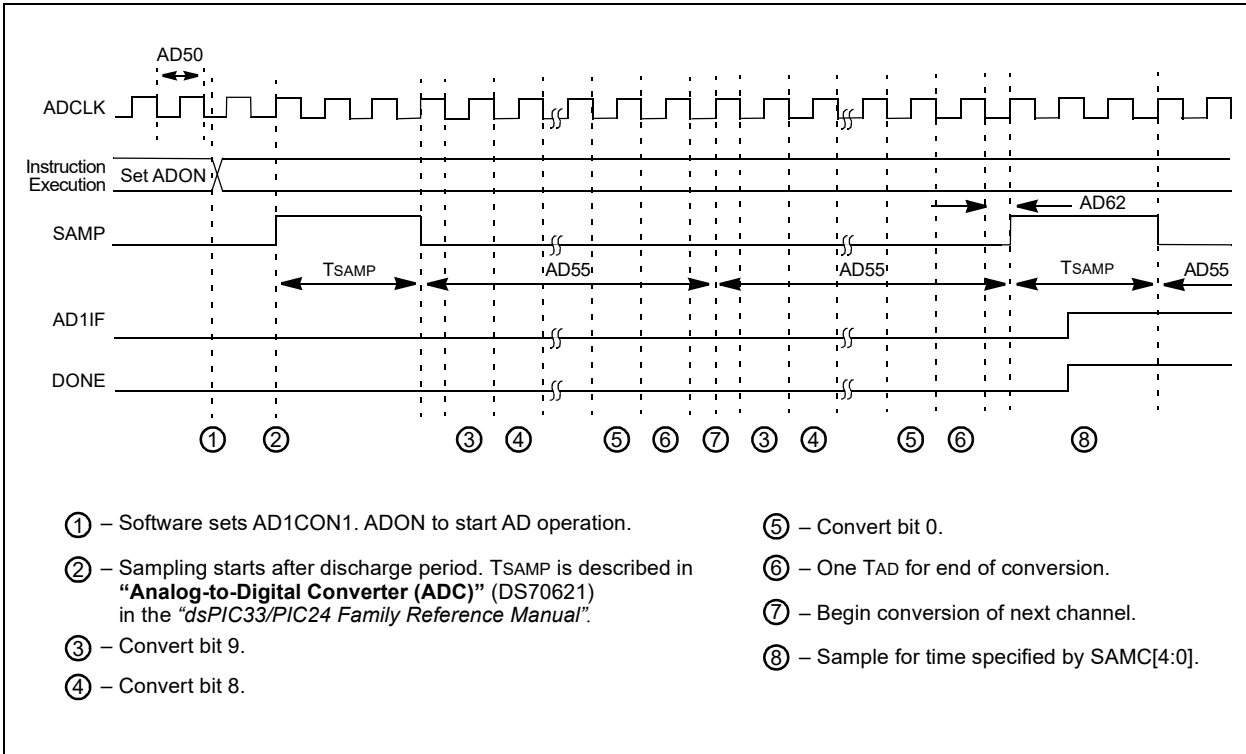 AD50
ADCLK
Instruction
Execution
Set ADON
AD62
SAMP
TSAMP
AD55
AD55
TSAMP
AD55
AD1IF
DONE
1 2 3 4 5 6 7 3 4 5 6 8
1 – Software sets AD1CON1. ADON to start AD operation.
2 – Sampling starts after discharge period. TSAMP is described in
“Analog-to-Digital Converter (ADC)” (DS70621)
in the “dsPIC33/PIC24 Family Reference Manual”.
3 – Convert bit 9.
4 – Convert bit 8.
5 – Convert bit 0.
6 – One TAD for end of conversion.
7 – Begin conversion of next channel.
8 – Sample for time specified by SAMC[4:0].